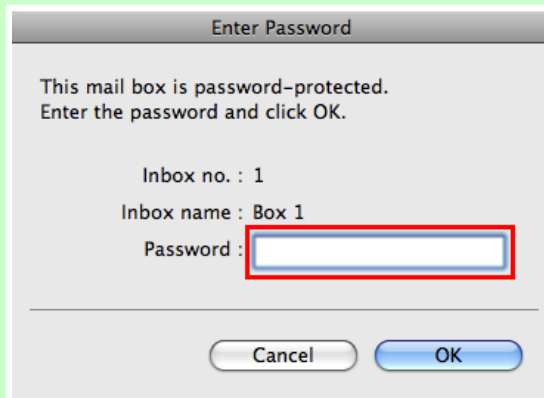 Enter Password
This mail box is password-protected.
Enter the password and click OK.
Inbox no. : 1
Inbox name : Box 1
Password :
Cancel OK